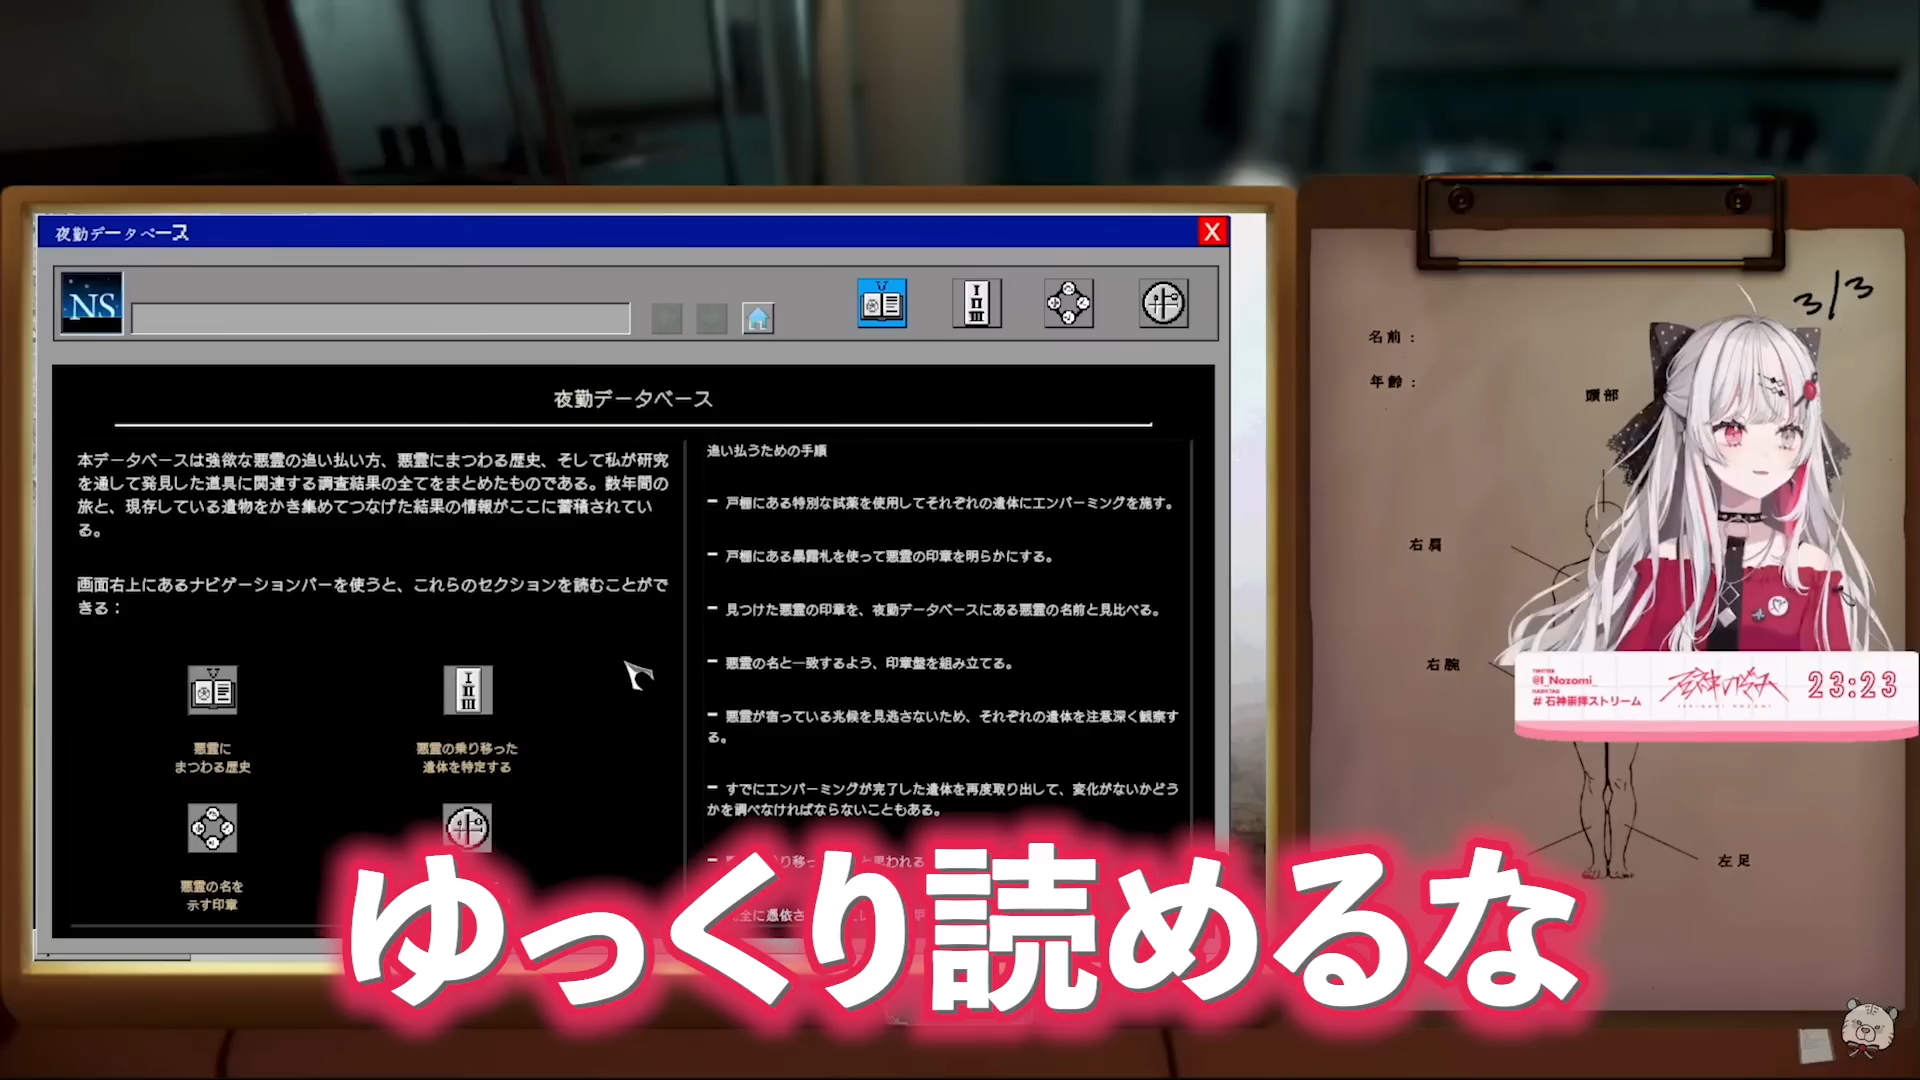 夜勤データベース
X
NS
夜勤データベース
本データベースは強欲な悪霊の追い払い方、悪霊にまつわる歴史、そして私が研究
を通して発見した道具に関連する調査結果の全てをまとめたものである。数年間の
旅と、現存している遺物をかき集めてつなげた結果の情報がここに蓄積されてい
る。
画面右上にあるナビゲーションバーを使うと、これらのセクションを読むことがで
きる：
悪霊に
まつわる歴史
悪霊の乗り移った
遺体を特定する
悪霊の名を
示す印章
追い払うための手順
− 戸棚にある特別な試薬を使用してそれぞれの遺体にエンバーミングを施す。
− 戸棚にある暴露札を使って悪霊の印章を明らかにする。
− 見つけた悪霊の印章を、夜勤データベースにある悪霊の名前と見比べる。
− 悪霊の名と一致するよう、印章盤を組み立てる。
− 悪霊が宿っている兆候を見逃さないため、それぞれの遺体を注意深く観察す
る。
− すでにエンバーミングが完了した遺体を再度取り出して、変化がないかどう
かを調べなければならないこともある。
り移っ
と思われる
全に憑依さ
3/3
名前：
年齢：
頭部
右肩
右腕
左足
TWITTER
@I_Nozomi_
HASHTAG
#石神崇拝ストリーム
石神のぞみ
ISHIGAMI NOZOMI
23:23
ゆっくり読めるな